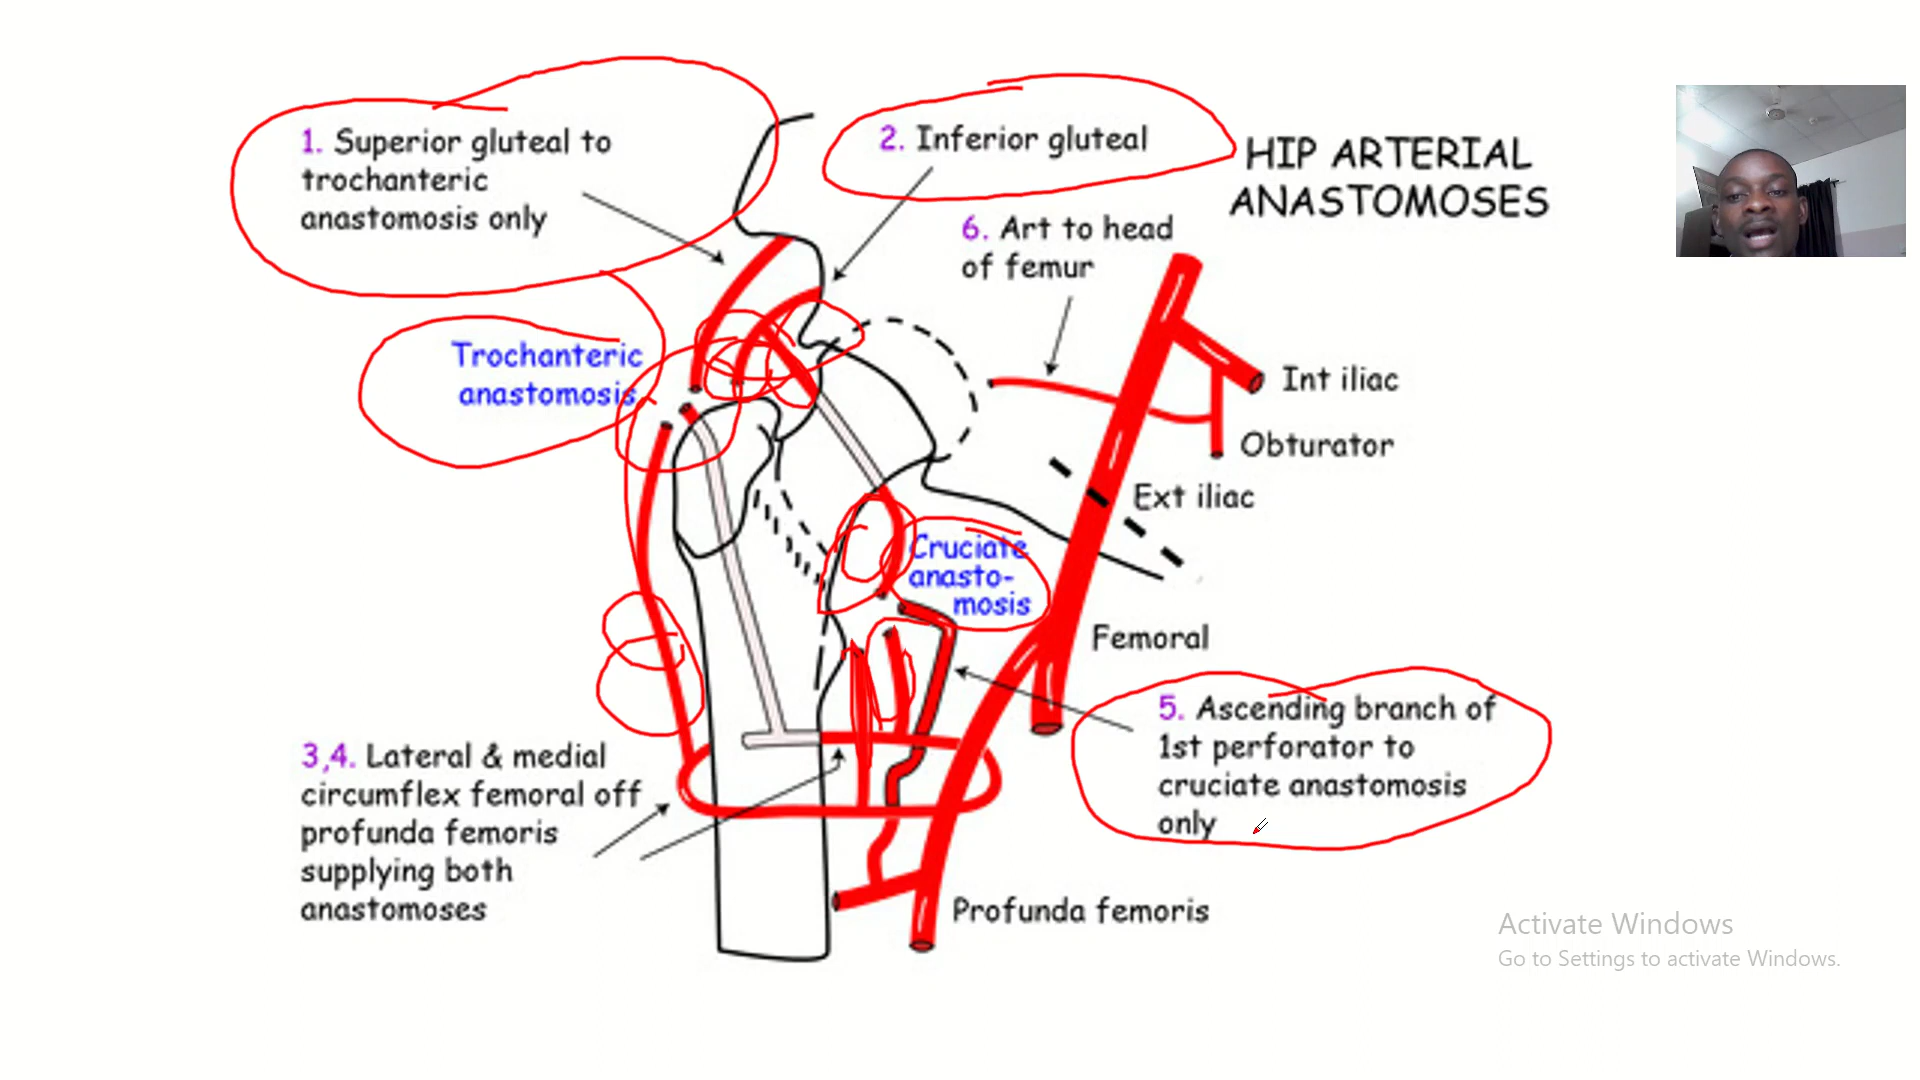 1. Superior gluteal to
trochanteric
anastomosis only
2. Inferior gluteal
HIP ARTERIAL
ANASTOMOSES
6. Art to head
of femur
Trochanteric
anastomosis
Int iliac
Obturator
Ext iliac
Cruciate
anasto-
mosis
Femoral
5. Ascending branch of
1st perforator to
cruciate anastomosis
only
3,4. Lateral & medial
circumflex femoral off
profunda femoris
supplying both
anastomoses
Profunda femoris
Activate Windows
Go to Settings to activate Windows.